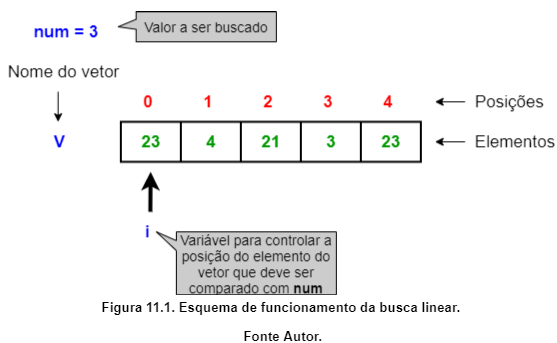 num = 3
Valor a ser buscado
Nome do vetor
0 1 2 3 4
Posições
V
23 4 21 3 23
Elementos
i
Variável para controlar a
posição do elemento do
vetor que deve ser
comparado com num
Figura 11.1. Esquema de funcionamento da busca linear.
Fonte Autor.